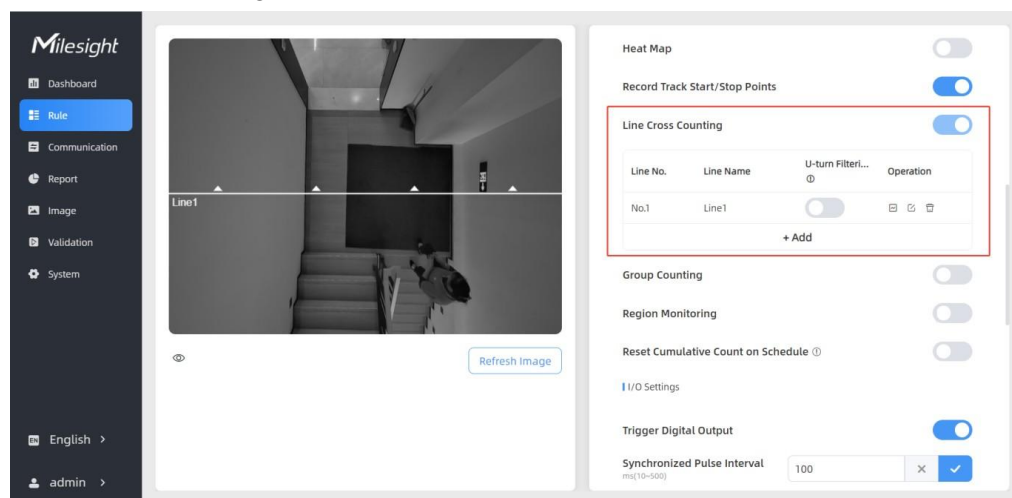 Milesight
Dashboard
Rule
Communication
Report
Image
Validation
System
EN English >
admin >
Line1
Refresh Image
Heat Map
Record Track Start/Stop Points
Line Cross Counting
Line No. Line Name U-turn Filteri... Operation
No.1 Line1
+ Add
Group Counting
Region Monitoring
Reset Cumulative Count on Schedule
I/O Settings
Trigger Digital Output
Synchronized Pulse Interval
ms(10~500)
100